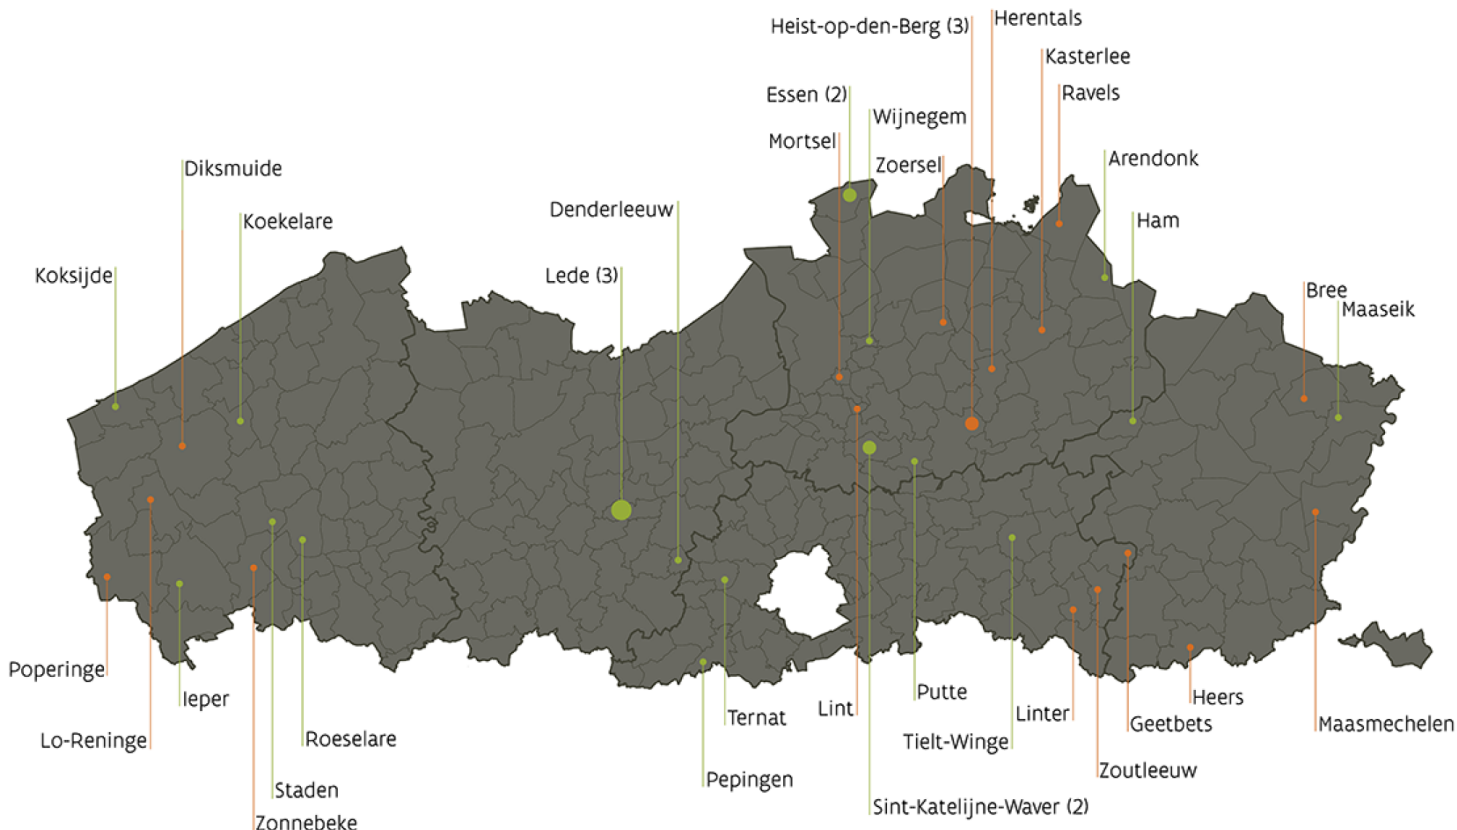 Heist-op-den-Berg (3)
Herentals
Kasterlee
Essen (2)
Ravels
Wijnegem
Mortsel
Zoersel
Arendonk
Diksmuide
Denderleeuw
Koekelare
Ham
Koksijde
Lede (3)
Bree
Maaseik
Poperinge
Ieper
Lo-Reninge
Roeselare
Staden
Zonnebeke
Ternat
Pepingen
Lint
Putte
Linter
Tielt-Winge
Heers
Geetbets
Maasmechelen
Zoutleeuw
Sint-Katelijne-Waver (2)